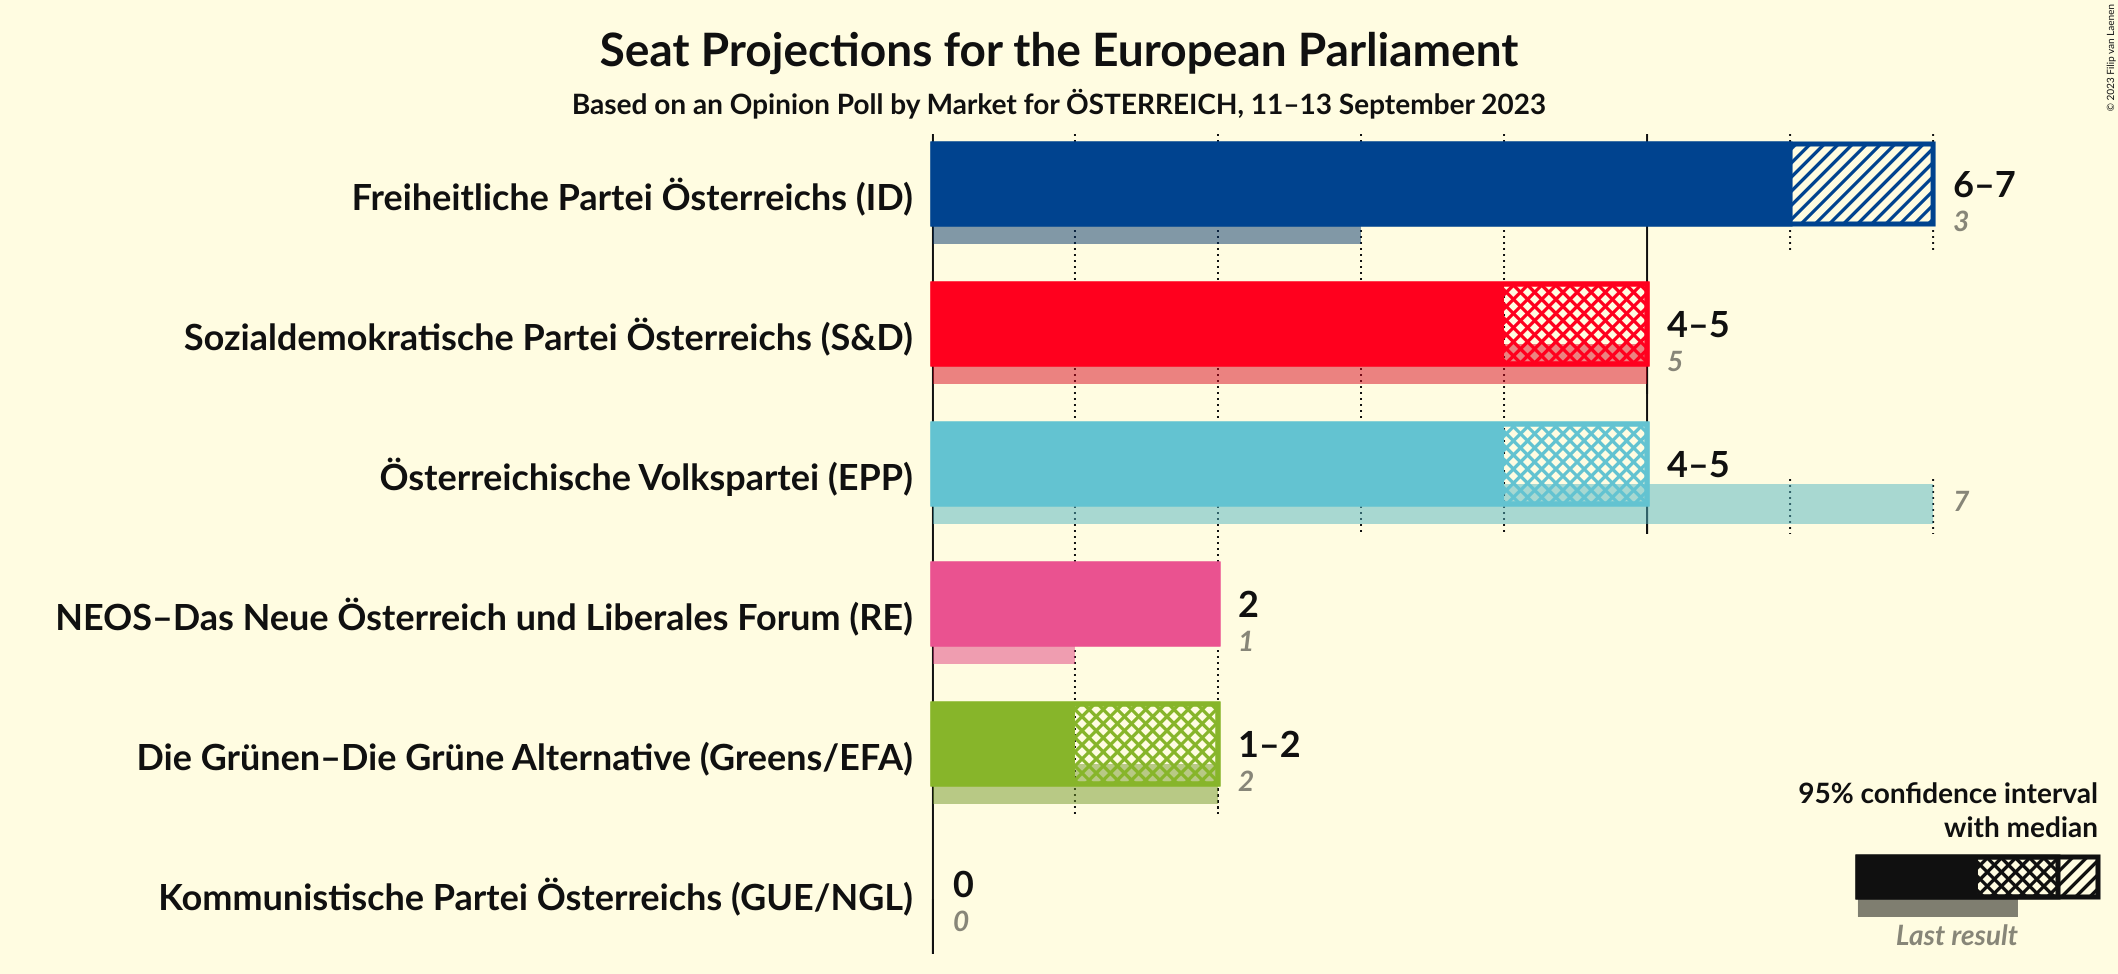 Seat Projections for the European Parliament
Based on an Opinion Poll by Market for ÖSTERREICH, 11–13 September 2023
© 2023 Filip van Laenen
Freiheitliche Partei Österreichs (ID)
6–7
3
Sozialdemokratische Partei Österreichs (S&D)
4–5
5
Österreichische Volkspartei (EPP)
4–5
7
NEOS–Das Neue Österreich und Liberales Forum (RE)
2
1
Die Grünen–Die Grüne Alternative (Greens/EFA)
1–2
2
Kommunistische Partei Österreichs (GUE/NGL)
0
0
95% confidence interval
with median
Last result